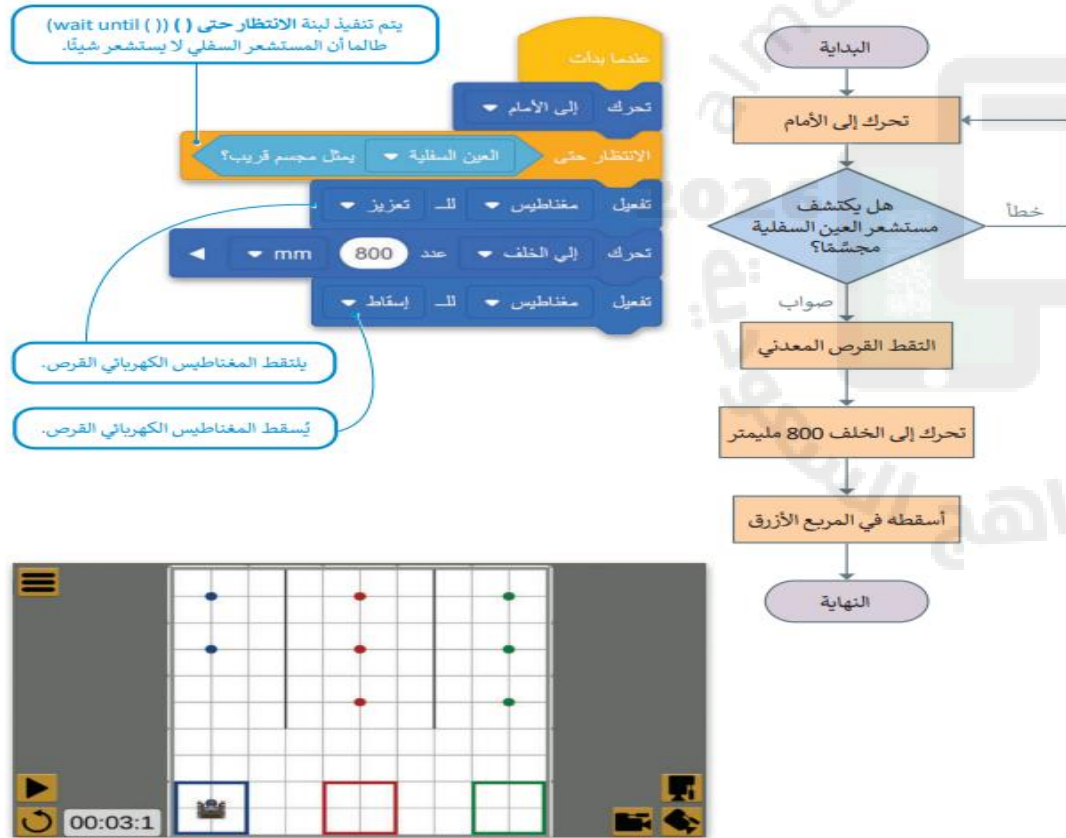 يتم تنفيذ لبنة الانتظار حتى ( ) (wait until ( ))
طالما أن المستشعر السفلي لا يستشعر شيئًا.
عندما بدأت
تحرك إلى الأمام
الانتظار حتى العين السفلية يمثل مجسم قريب؟
تفعيل مغناطيس للـ تعزيز
تحرك إلي الخلف عدد 800 mm
تفعيل مغناطيس للـ إسقاط
يلتقط المغناطيس الكهربائي القرص.
يُسقط المغناطيس الكهربائي القرص.
البداية
تحرك إلى الأمام
هل يكتشف
مستشعر العين السفلية
مجسَّمًا؟
خطأ
صواب
التقط القرص المعدني
تحرك إلى الخلف 800 مليمتر
أسقطه في المربع الأزرق
النهاية
00:03:1